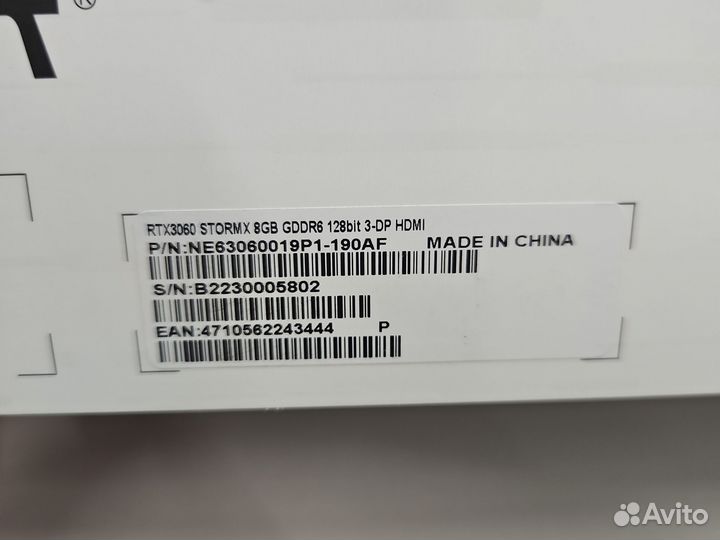 ®
RTX3060 STORMX 8GB GDDR6 128bit 3-DP HDMI
P/N:NE63060019P1-190AF MADE IN CHINA
S/N:B2230005802
EAN:4710562243444 P
Avito